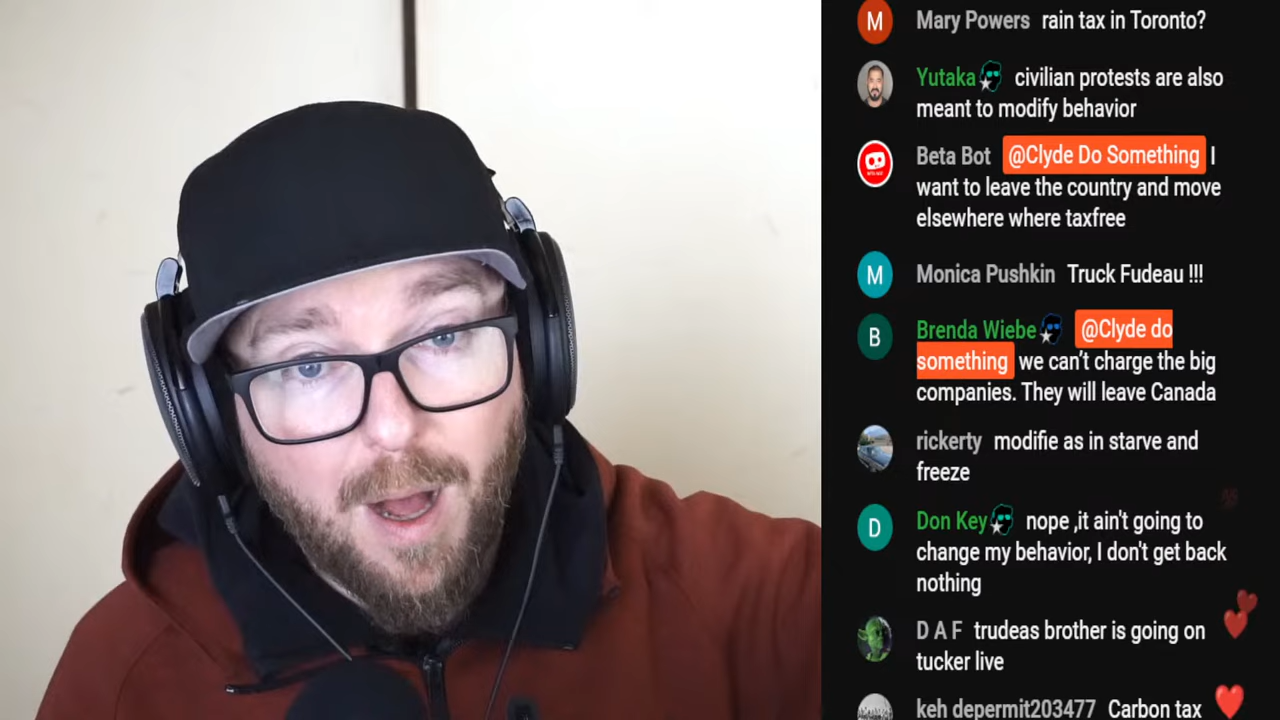 M Mary Powers rain tax in Toronto?
Yutaka civilian protests are also
meant to modify behavior
Beta Bot @Clyde Do Something I
want to leave the country and move
elsewhere where taxfree
M Monica Pushkin Truck Fudeau !!!
B Brenda Wiebe @Clyde do
something we can’t charge the big
companies. They will leave Canada
rickerty modifie as in starve and
freeze
D Don Key nope ,it ain't going to
change my behavior, I don't get back
nothing
D A F trudeas brother is going on
tucker live
keh depermit203477 Carbon tax